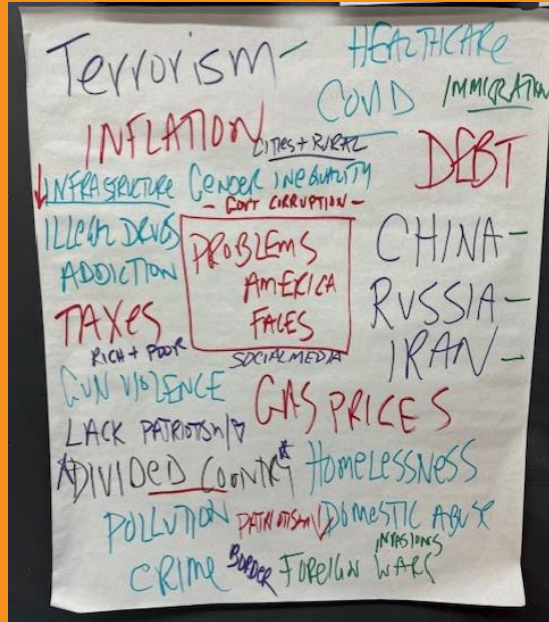 Terrorism-
HEALTHCARE
COVID
IMMIGRATION
INFLATION
CITIES + RURAL
DEBT
INFRASTRUCTURE
GENDER INEQUALITY
- GOVT CORRUPTION -
ILLEGAL DRUGS
ADDICTION
PROBLEMS
AMERICA
FACES
CHINA-
RUSSIA-
IRAN-
TAXES
RICH + POOR
SOCIAL MEDIA
GUN VIOLENCE
GAS PRICES
LACK PATRIOTISM
DIVIDED COUNTRY
HOMELESSNESS
POLLUTION
PATRIOTISM
DOMESTIC ABUSE
CRIME
BORDER
FOREIGN WARS
INVASIONS